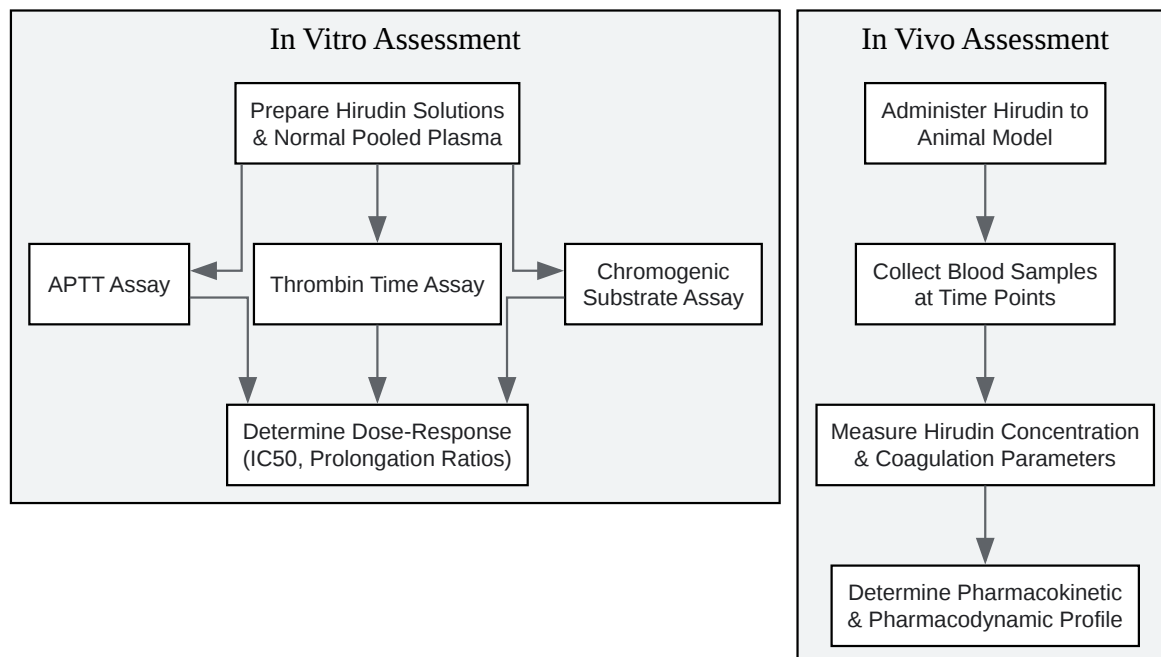 In Vitro Assessment
Prepare Hirudin Solutions
& Normal Pooled Plasma
APTT Assay
Thrombin Time Assay
Chromogenic
Substrate Assay
Determine Dose-Response
(IC50, Prolongation Ratios)
In Vivo Assessment
Administer Hirudin to
Animal Model
Collect Blood Samples
at Time Points
Measure Hirudin Concentration
& Coagulation Parameters
Determine Pharmacokinetic
& Pharmacodynamic Profile